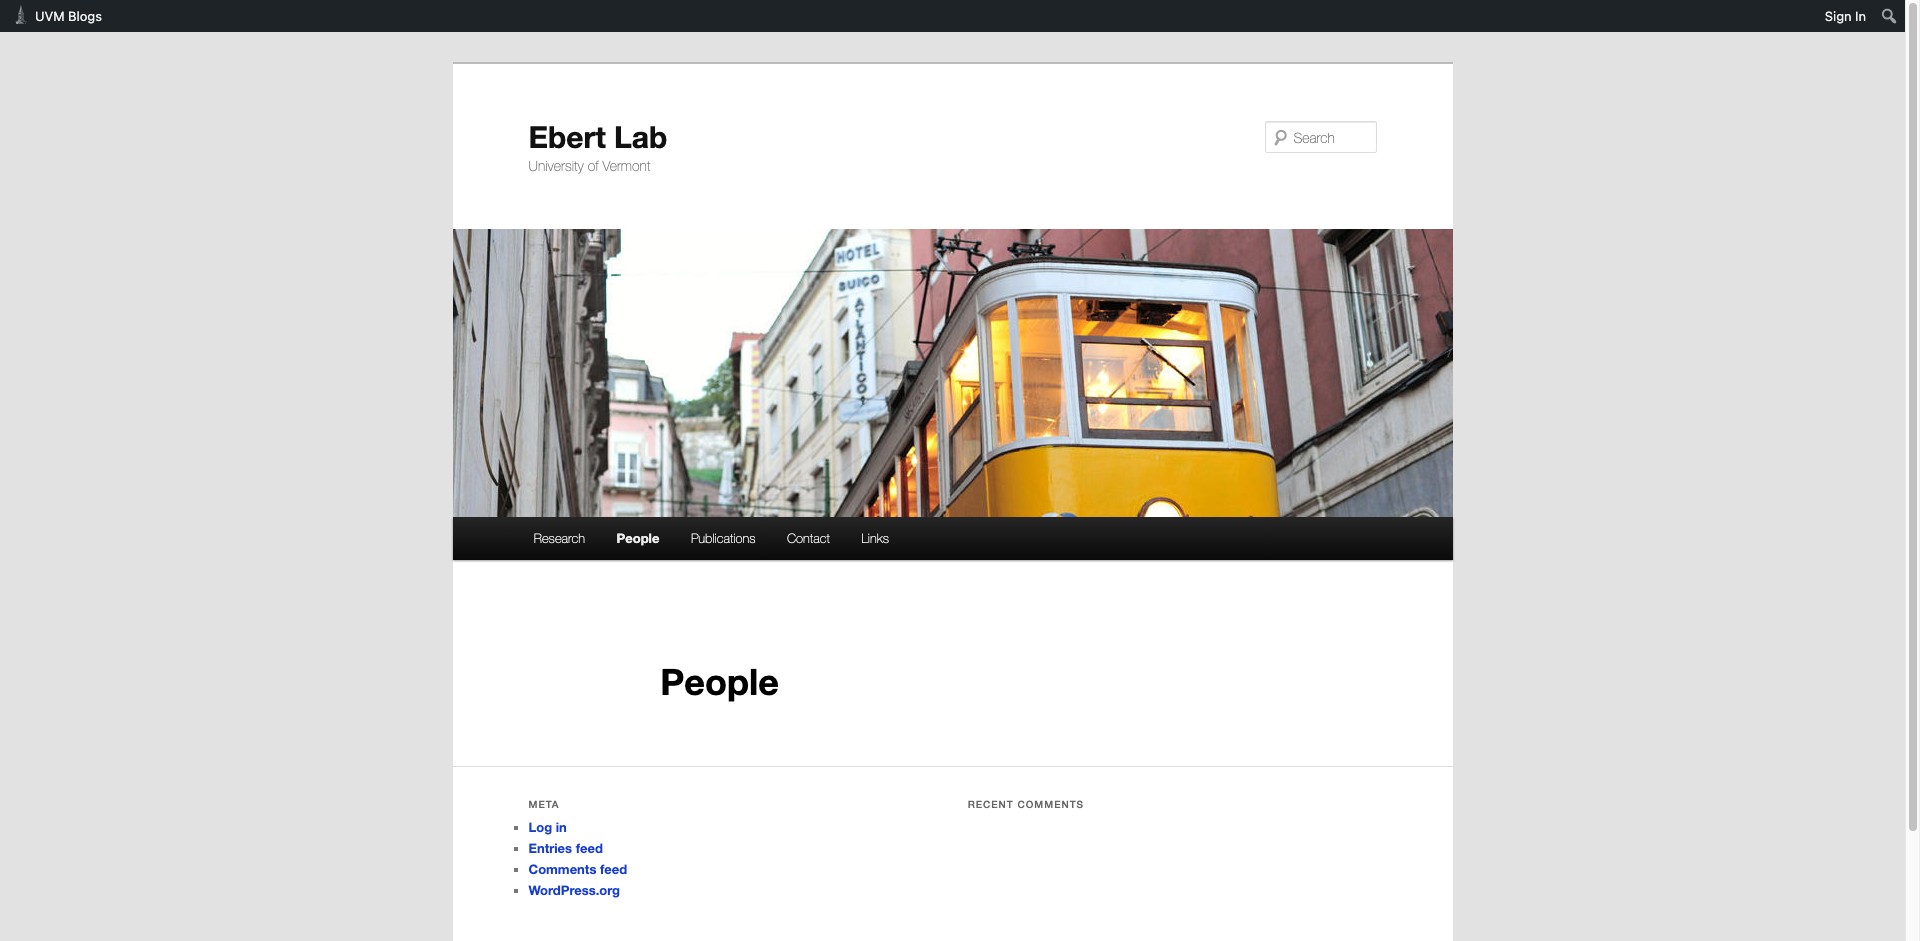 UVM Blogs
Sign In
Ebert Lab
University of Vermont
Search
HOTEL
SUIÇO
ATLANTICO
Research
People
Publications
Contact
Links
People
META
RECENT COMMENTS
Log in
Entries feed
Comments feed
WordPress.org